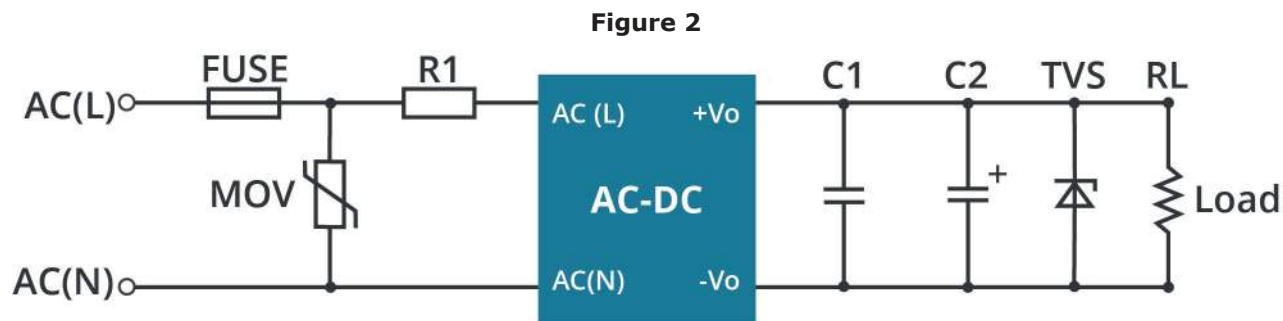 Figure 2
FUSE R1 C1 C2 TVS RL
AC(L) AC (L) +Vo
MOV AC-DC + Load
AC(N) AC(N) -Vo